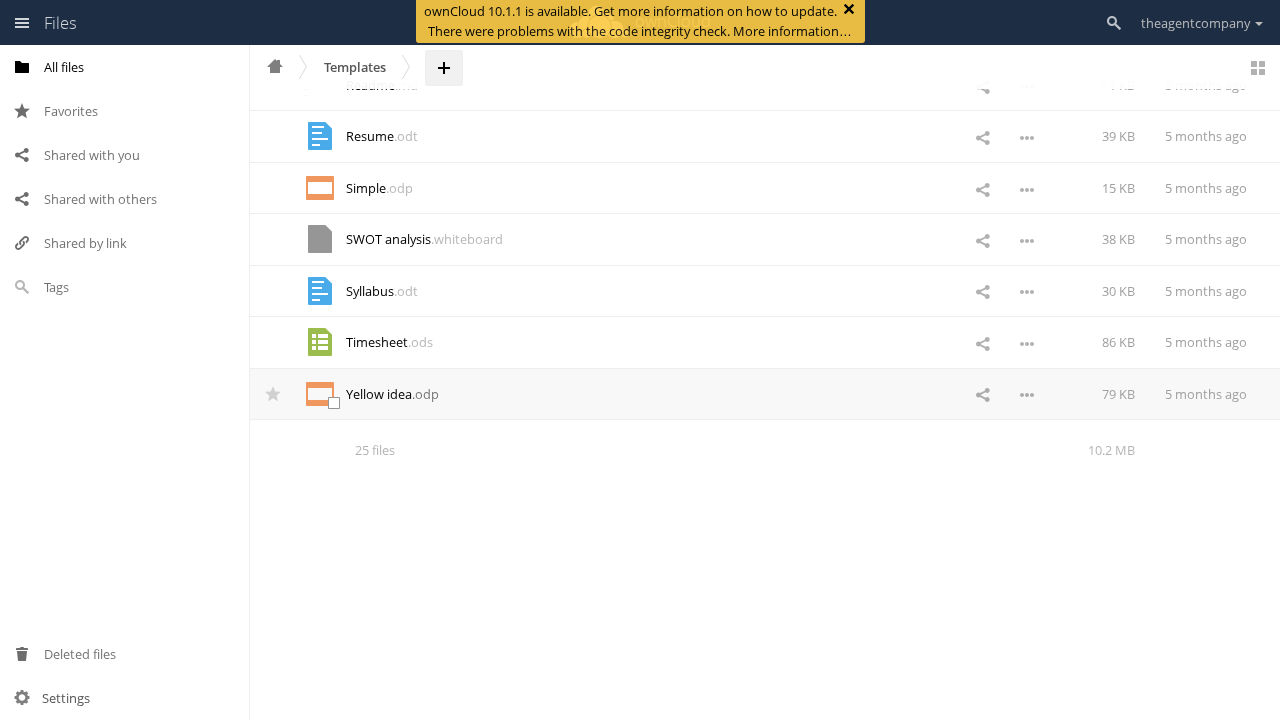 Files
ownCloud 10.1.1 is available. Get more information on how to update.
There were problems with the code integrity check. More information…
theagentcompany
All files
Favorites
Shared with you
Shared with others
Shared by link
Tags
Deleted files
Settings
Templates
Resume.odt 39 KB 5 months ago
Simple.odp 15 KB 5 months ago
SWOT analysis.whiteboard 38 KB 5 months ago
Syllabus.odt 30 KB 5 months ago
Timesheet.ods 86 KB 5 months ago
Yellow idea.odp 79 KB 5 months ago
25 files 10.2 MB